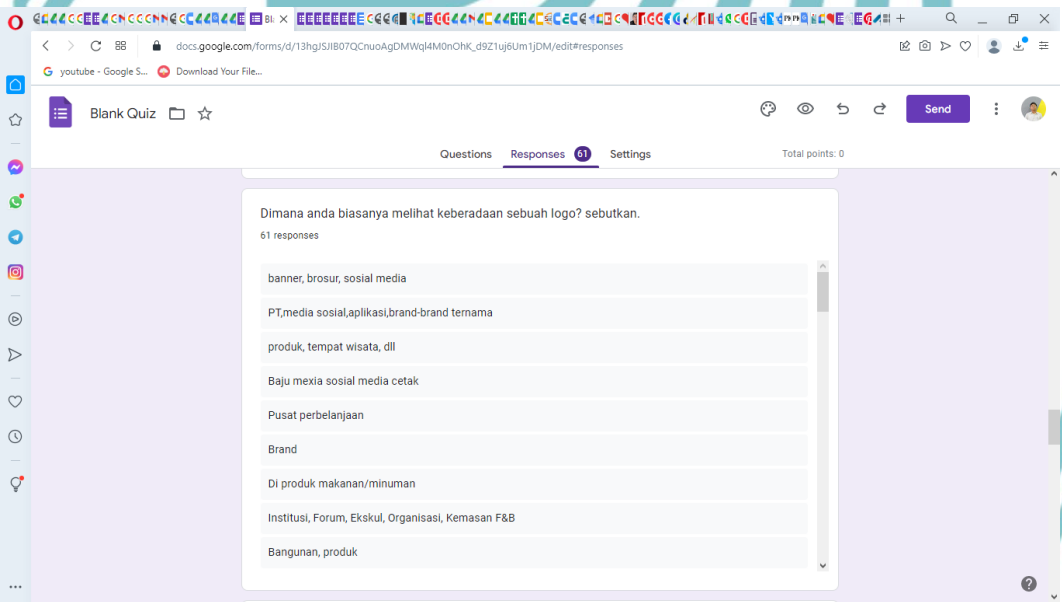 docs.google.com/forms/d/13hgJSJIB07QCnuoAgDMWql4M0nOhK_d9Z1uj6Um1jDM/edit#responses
youtube - Google S...
Download Your File...
Blank Quiz
Send
Questions
Responses 61
Settings
Total points: 0
Dimana anda biasanya melihat keberadaan sebuah logo? sebutkan.
61 responses
banner, brosur, sosial media
PT,media sosial,aplikasi,brand-brand ternama
produk, tempat wisata, dll
Baju mexia sosial media cetak
Pusat perbelanjaan
Brand
Di produk makanan/minuman
Institusi, Forum, Ekskul, Organisasi, Kemasan F&B
Bangunan, produk